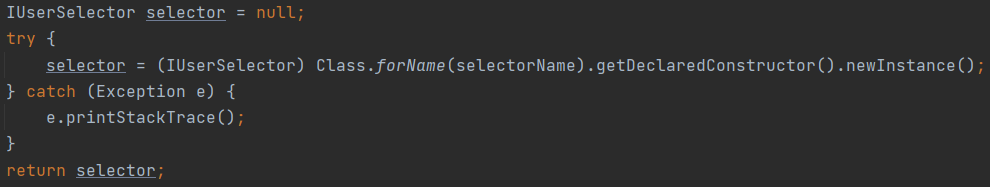 IUserSelector selector = null;
try {
    selector = (IUserSelector) Class.forName(selectorName).getDeclaredConstructor().newInstance();
} catch (Exception e) {
    e.printStackTrace();
}
return selector;